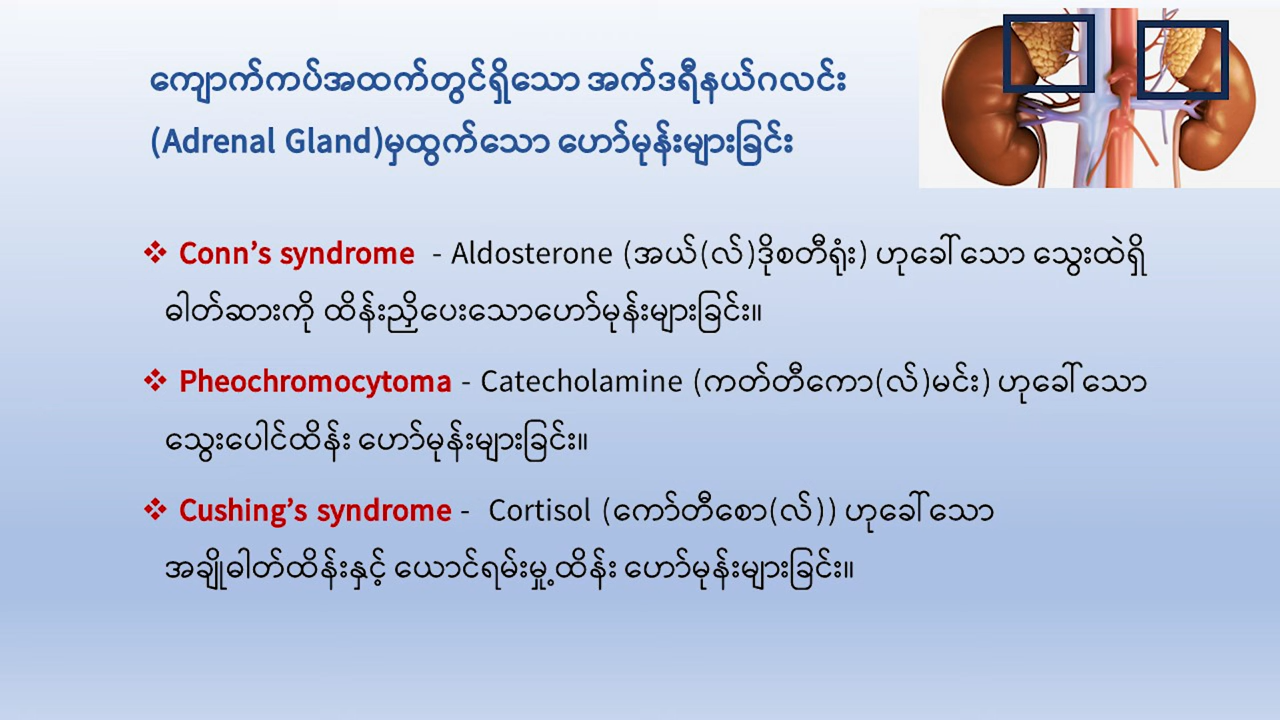 ကျောက်ကပ်အထက်တွင်ရှိသော အက်ဒရီနယ်ဂလင်း
(Adrenal Gland)မှထွက်သော ဟော်မုန်းများခြင်း
❖ Conn’s syndrome - Aldosterone (အယ်(လ်)ဒိုစတီရုံး) ဟုခေါ်သော သွေးထဲရှိ
ဓါတ်ဆားကို ထိန်းညှိပေးသောဟော်မုန်းများခြင်း။
❖ Pheochromocytoma - Catecholamine (ကတ်တီကော(လ်)မင်း) ဟုခေါ်သော
သွေးပေါင်ထိန်း ဟော်မုန်းများခြင်း။
❖ Cushing’s syndrome - Cortisol (ကော်တီစော(လ်)) ဟုခေါ်သော
အချိုဓါတ်ထိန်းနှင့် ယောင်ရမ်းမှု့ထိန်း ဟော်မုန်းများခြင်း။